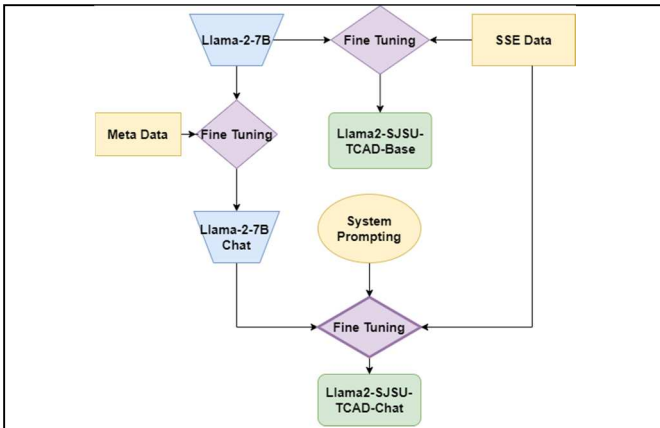 Llama-2-7B
Fine Tuning
SSE Data
Meta Data
Fine Tuning
Llama2-SJSU-
TCAD-Base
Llama-2-7B
Chat
System
Prompting
Fine Tuning
Llama2-SJSU-
TCAD-Chat